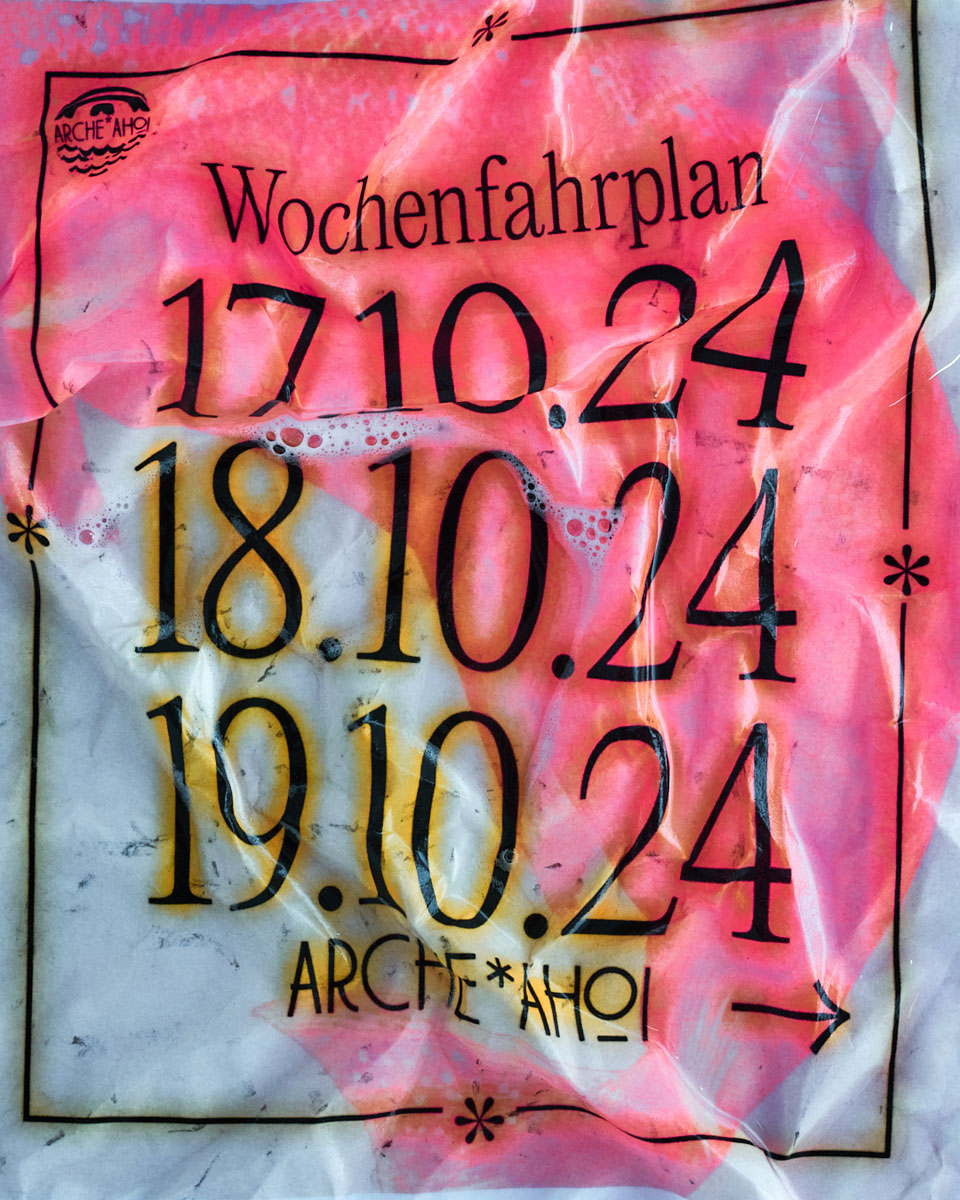 ARCHE*AHOI
Wochenfahrplan
17.10.24
18.10.24
19.10.24
ARCHE*AHOI